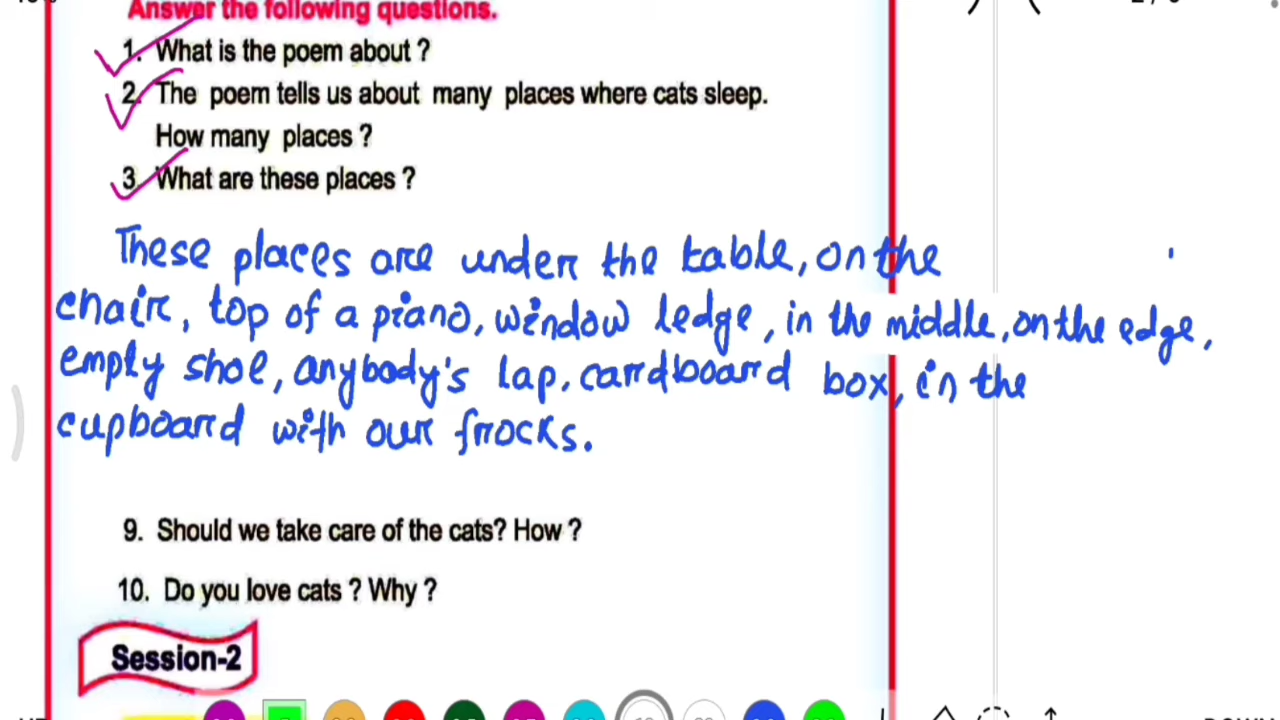 Answer the following questions.
1. What is the poem about ?
2. The poem tells us about many places where cats sleep.
How many places ?
3. What are these places ?
These places are under the table, on the
chair, top of a piano, window ledge, in the middle, on the edge,
empty shoe, anybody's lap, cardboard box, in the
cupboard with our frocks.
9. Should we take care of the cats? How ?
10. Do you love cats ? Why ?
Session-2